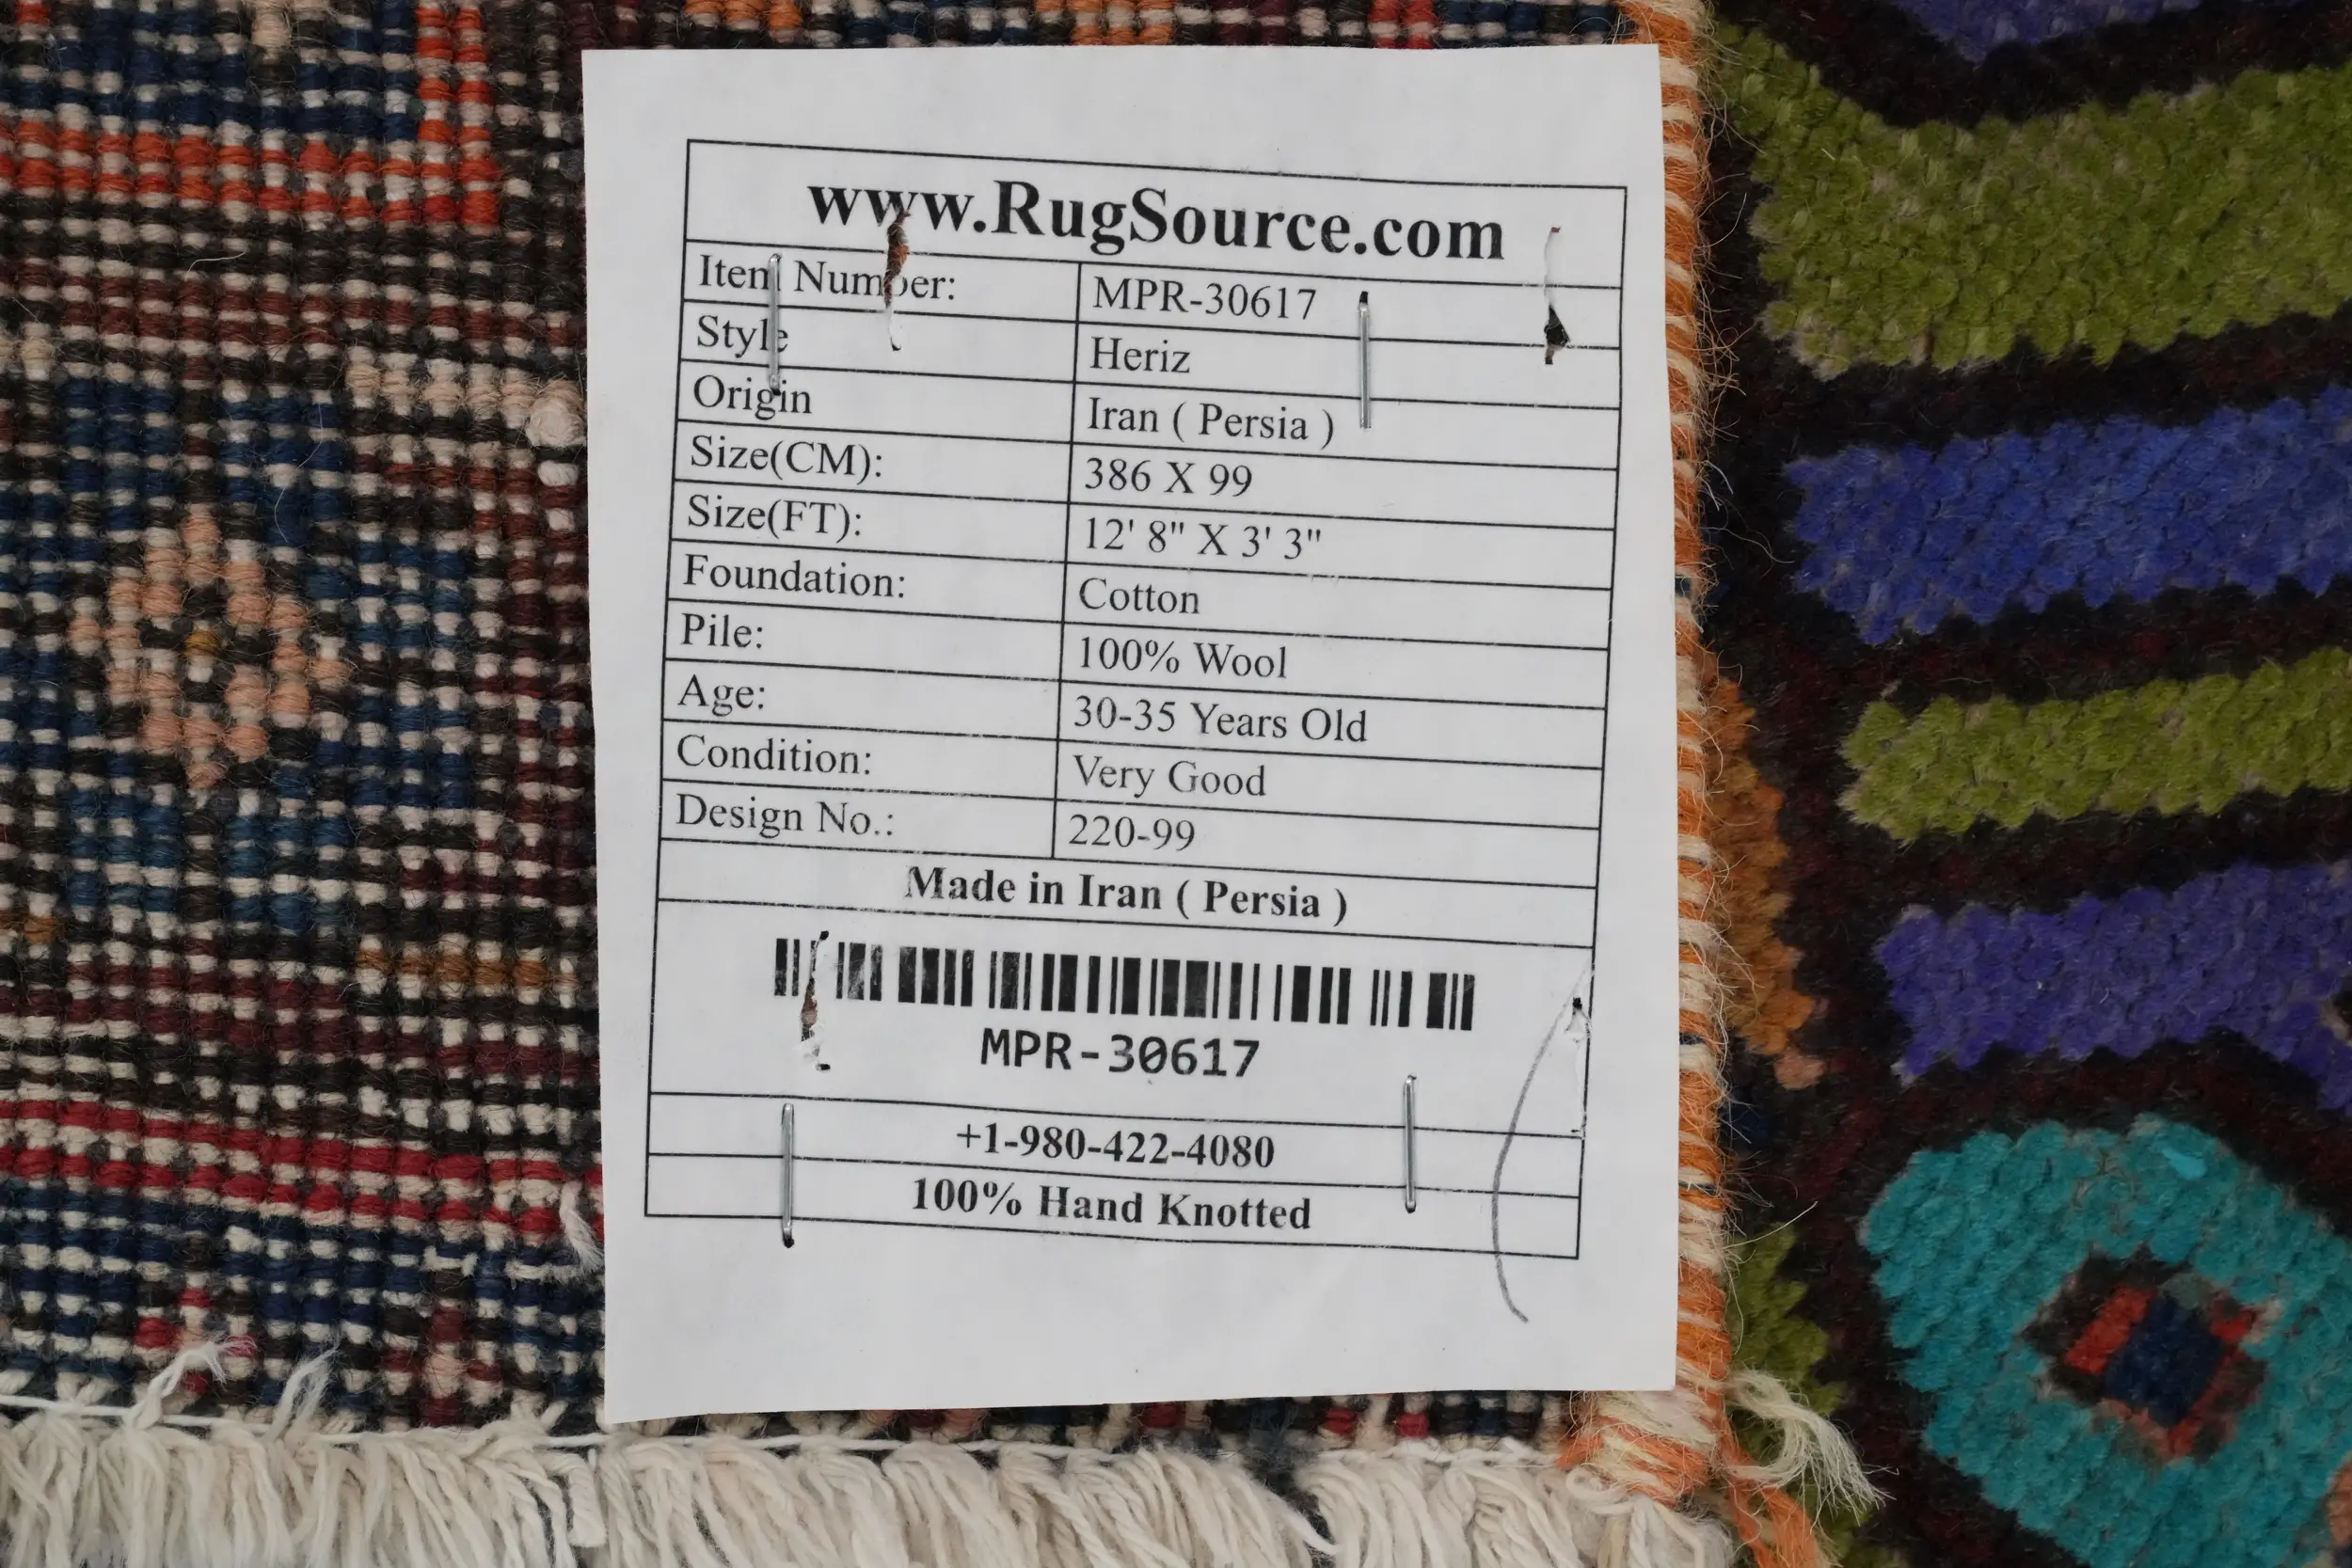 www.RugSource.com
Item Number: MPR-30617
Style Heriz
Origin Iran ( Persia )
Size(CM): 386 X 99
Size(FT): 12' 8" X 3' 3"
Foundation: Cotton
Pile: 100% Wool
Age: 30-35 Years Old
Condition: Very Good
Design No.: 220-99
Made in Iran ( Persia )
MPR-30617
+1-980-422-4080
100% Hand Knotted